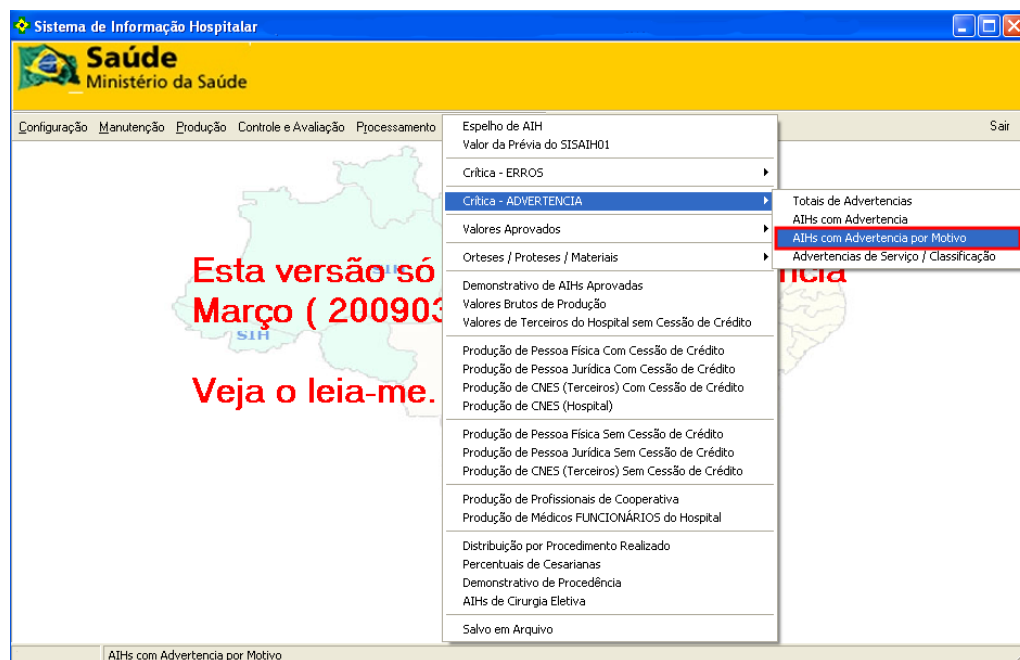 Sistema de Informação Hospitalar
Saúde
Ministério da Saúde
Configuração Manutenção Produção Controle e Avaliação Processamento Sair
Espelho de AIH
Valor da Prévia do SISAIH01
Crítica - ERROS
Crítica - ADVERTENCIA
Valores Aprovados
Orteses / Proteses / Materiais
Demonstrativo de AIHs Aprovadas
Valores Brutos de Produção
Valores de Terceiros do Hospital sem Cessão de Crédito
Produção de Pessoa Física Com Cessão de Crédito
Produção de Pessoa Jurídica Com Cessão de Crédito
Produção de CNES (Terceiros) Com Cessão de Crédito
Produção de CNES (Hospital)
Produção de Pessoa Física Sem Cessão de Crédito
Produção de Pessoa Jurídica Sem Cessão de Crédito
Produção de CNES (Terceiros) Sem Cessão de Crédito
Produção de Profissionais de Cooperativa
Produção de Médicos FUNCIONÁRIOS do Hospital
Distribuição por Procedimento Realizado
Percentuais de Cesarianas
Demonstrativo de Procedência
AIHs de Cirurgia Eletiva
Salvo em Arquivo
Totais de Advertencias
AIHs com Advertencia
AIHs com Advertencia por Motivo
Advertencias de Serviço / Classificação
Esta versão só
Março ( 200903
SIH
Veja o leia-me.
AIHs com Advertencia por Motivo